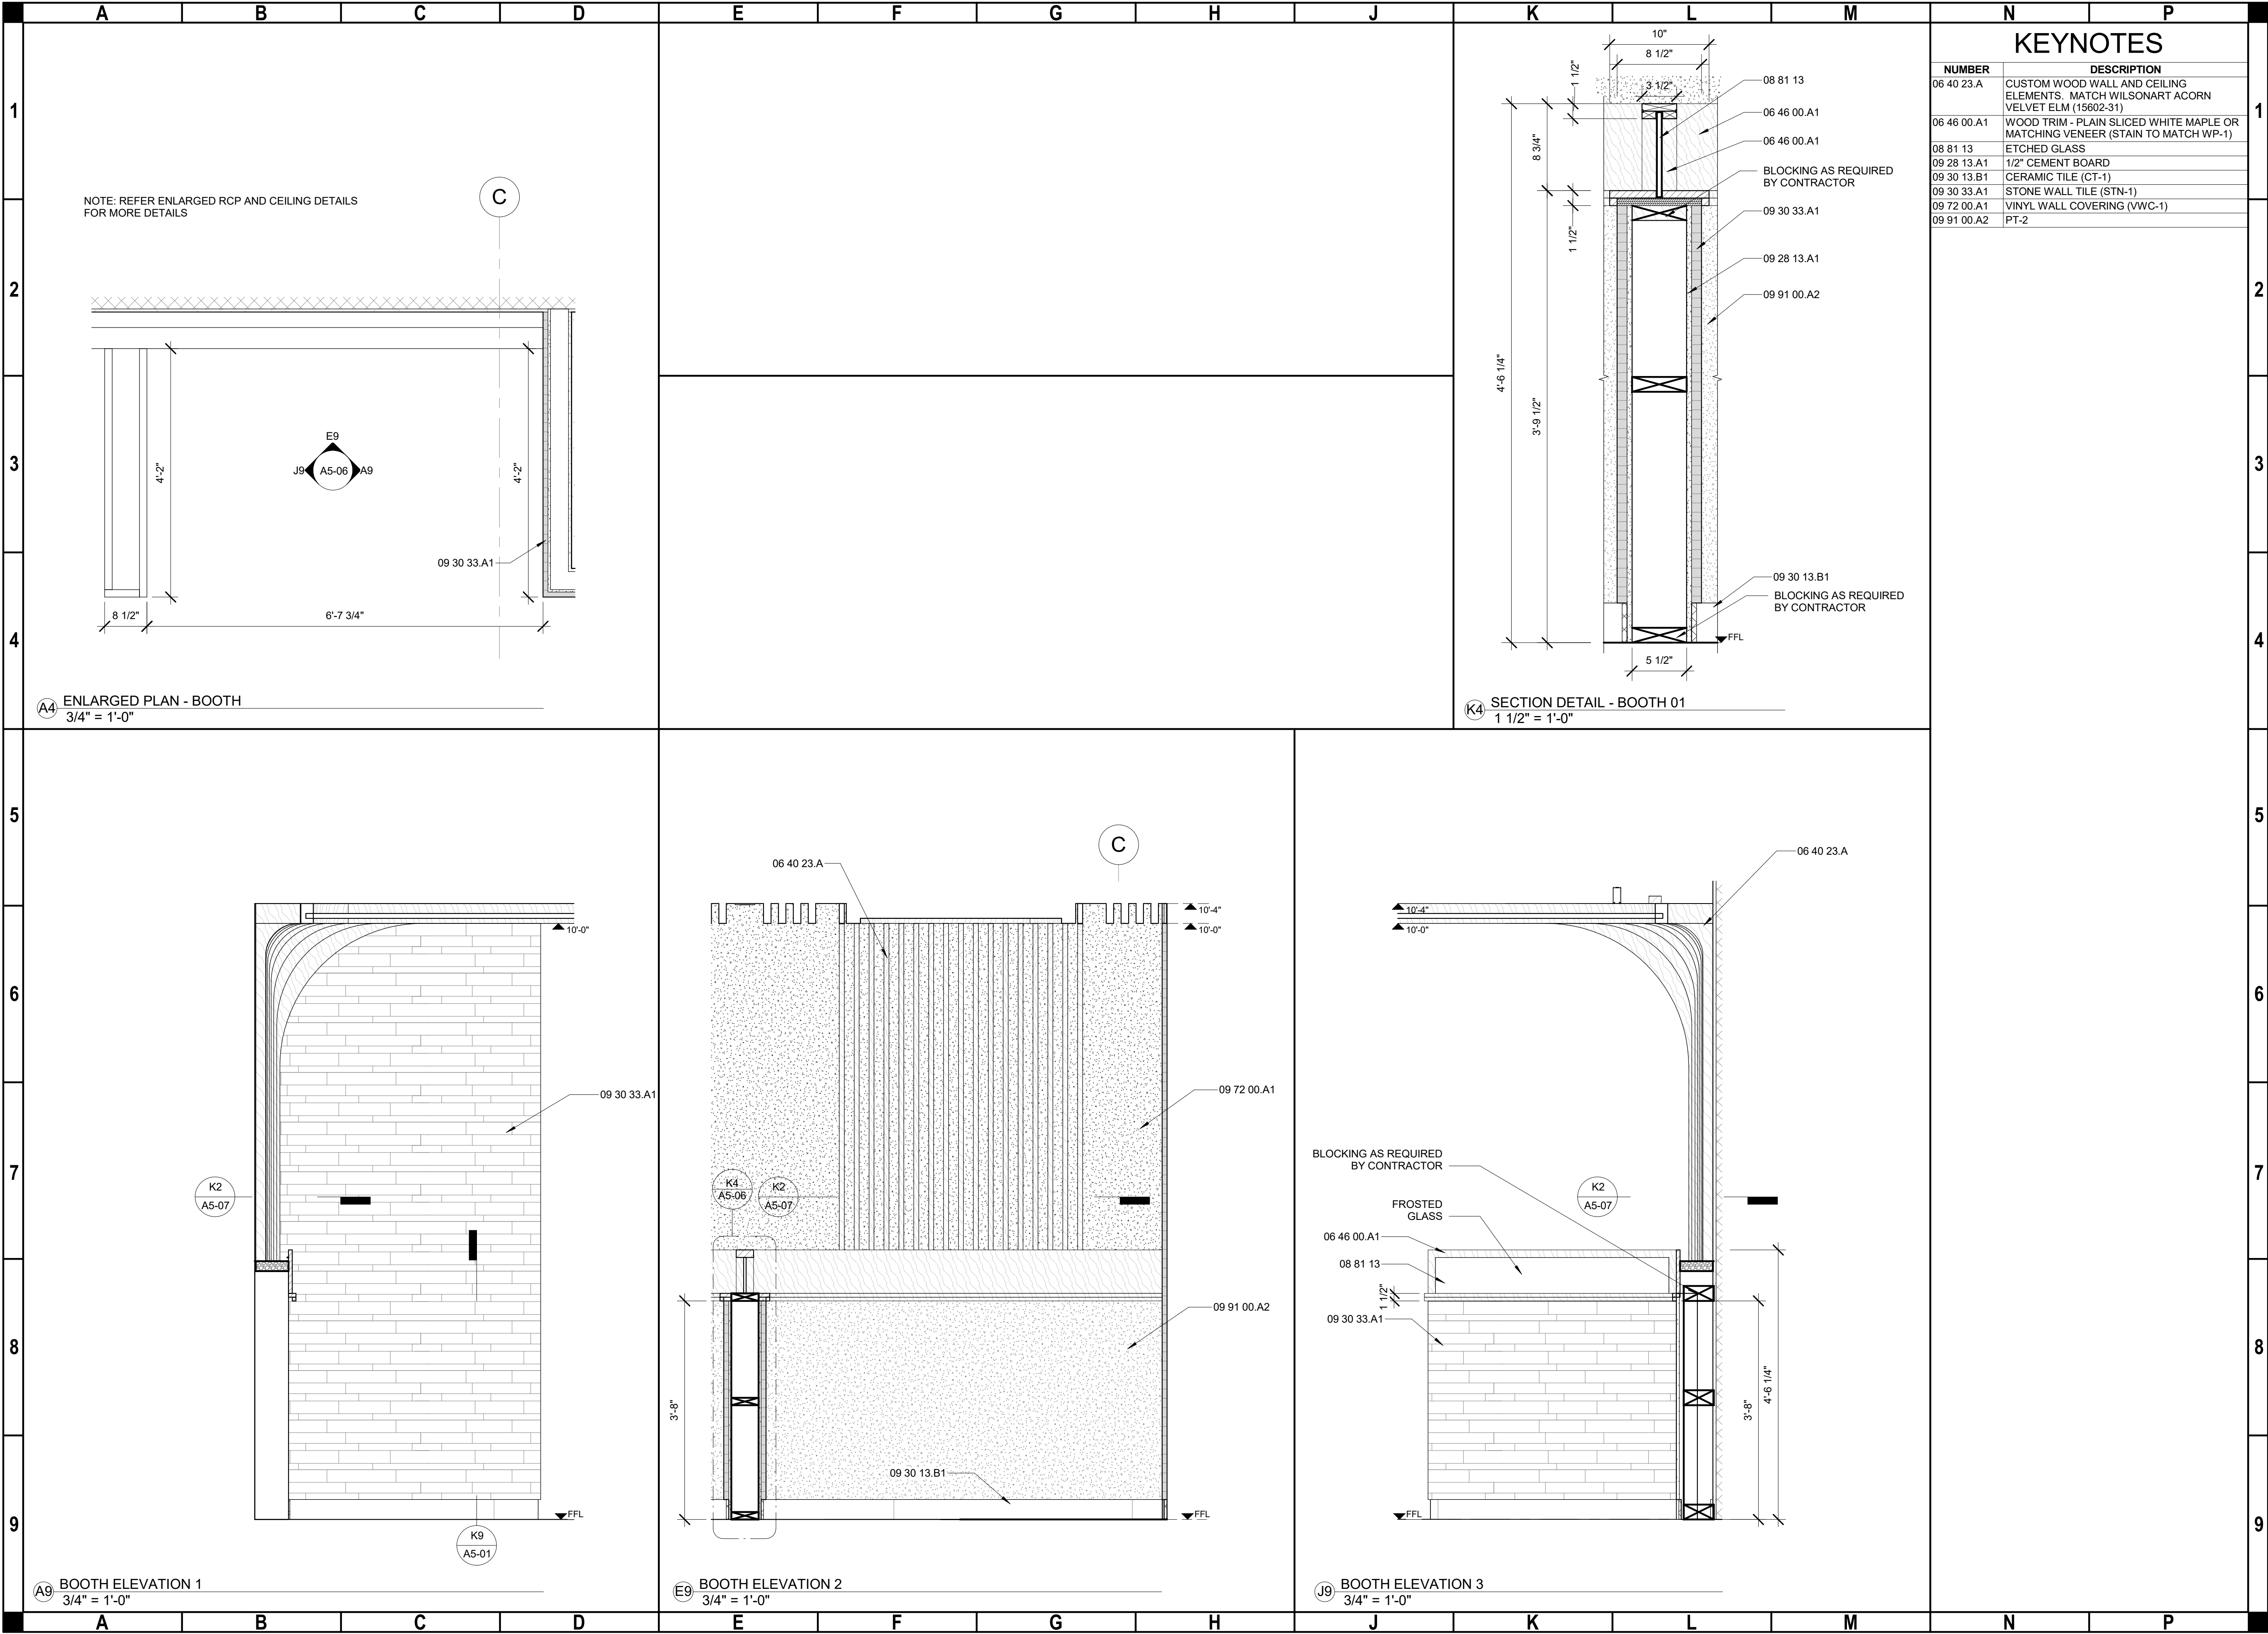 A B C D E F G H J K L M N P
1
2
3
4
5
6
7
8
9
NOTE: REFER ENLARGED RCP AND CEILING DETAILS
FOR MORE DETAILS
C
E9
J9 A5-06 A9
4'-2"
4'-2"
09 30 33.A1
8 1/2"
6'-7 3/4"
A4 ENLARGED PLAN - BOOTH
3/4" = 1'-0"
10"
8 1/2"
3 1/2"
1 1/2"
8 3/4"
1 1/2"
4'-6 1/4"
3'-9 1/2"
08 81 13
06 46 00.A1
06 46 00.A1
BLOCKING AS REQUIRED
BY CONTRACTOR
09 30 33.A1
09 28 13.A1
09 91 00.A2
09 30 13.B1
BLOCKING AS REQUIRED
BY CONTRACTOR
FFL
5 1/2"
K4 SECTION DETAIL - BOOTH 01
1 1/2" = 1'-0"
KEYNOTES
NUMBER DESCRIPTION
06 40 23.A CUSTOM WOOD WALL AND CEILING
ELEMENTS. MATCH WILSONART ACORN
VELVET ELM (15602-31)
06 46 00.A1 WOOD TRIM - PLAIN SLICED WHITE MAPLE OR
MATCHING VENEER (STAIN TO MATCH WP-1)
08 81 13 ETCHED GLASS
09 28 13.A1 1/2" CEMENT BOARD
09 30 13.B1 CERAMIC TILE (CT-1)
09 30 33.A1 STONE WALL TILE (STN-1)
09 72 00.A1 VINYL WALL COVERING (VWC-1)
09 91 00.A2 PT-2
10'-0"
09 30 33.A1
K2
A5-07
FFL
K9
A5-01
A9 BOOTH ELEVATION 1
3/4" = 1'-0"
C
06 40 23.A
10'-4"
10'-0"
09 72 00.A1
K4
A5-06
K2
A5-07
09 91 00.A2
3'-8"
09 30 13.B1
FFL
E9 BOOTH ELEVATION 2
3/4" = 1'-0"
06 40 23.A
10'-4"
10'-0"
BLOCKING AS REQUIRED
BY CONTRACTOR
K2
A5-07
FROSTED
GLASS
06 46 00.A1
08 81 13
1 1/2"
09 30 33.A1
3'-8"
4'-6 1/4"
FFL
J9 BOOTH ELEVATION 3
3/4" = 1'-0"
1
2
3
4
5
6
7
8
9
A B C D E F G H J K L M N P